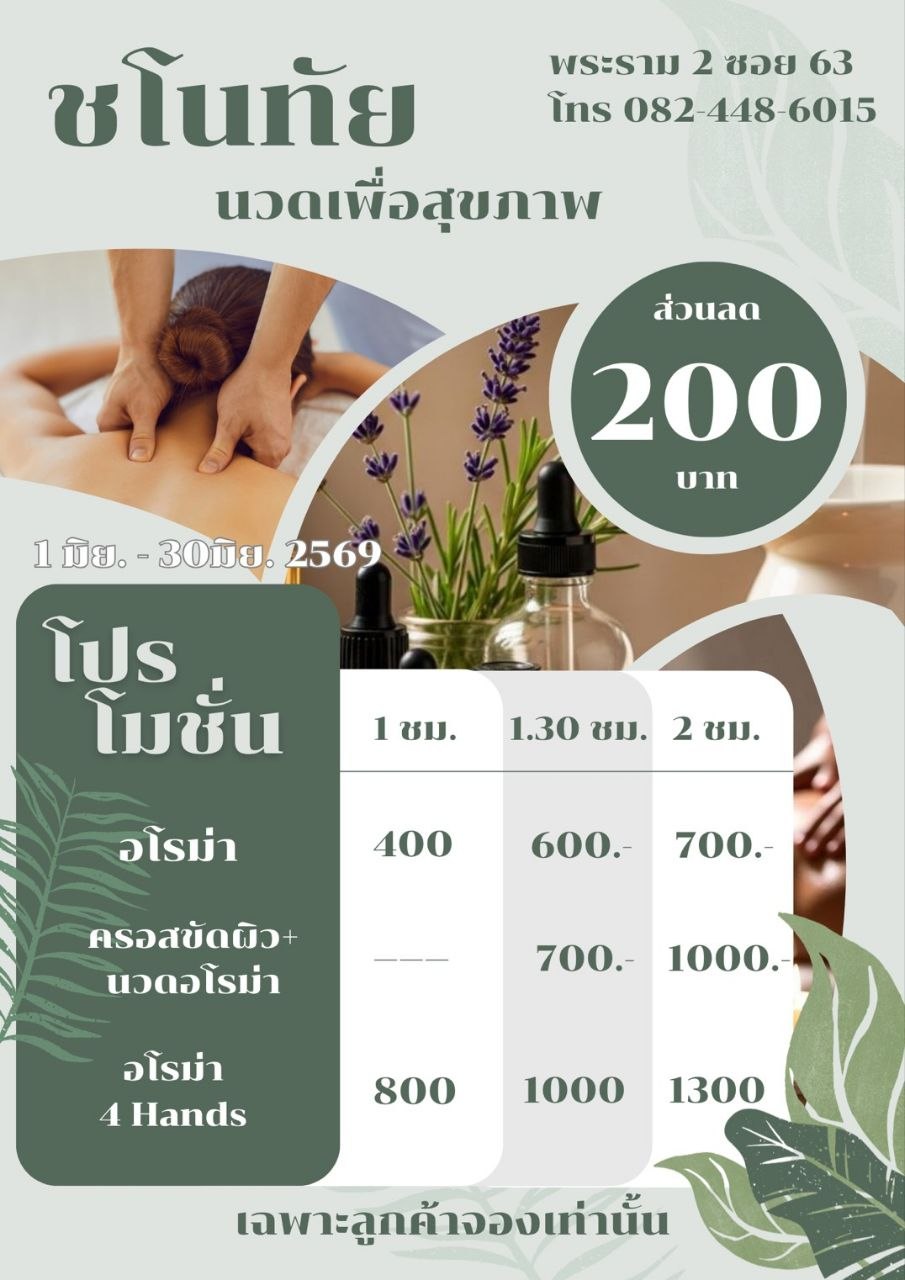 ชโนทัย
พระราม 2 ซอย 63
โทร 082-448-6015
นวดเพื่อสุขภาพ
ส่วนลด
200
บาท
1 มิย. - 30มิย. 2569
โปร
โมชั่น
1 ชม. 1.30 ชม. 2 ชม.
อโรม่า 400 600.- 700.-
ครอสขัดผิว+
นวดอโรม่า ––– 700.- 1000.-
อโรม่า
4 Hands 800 1000 1300
เฉพาะลูกค้าจองเท่านั้น